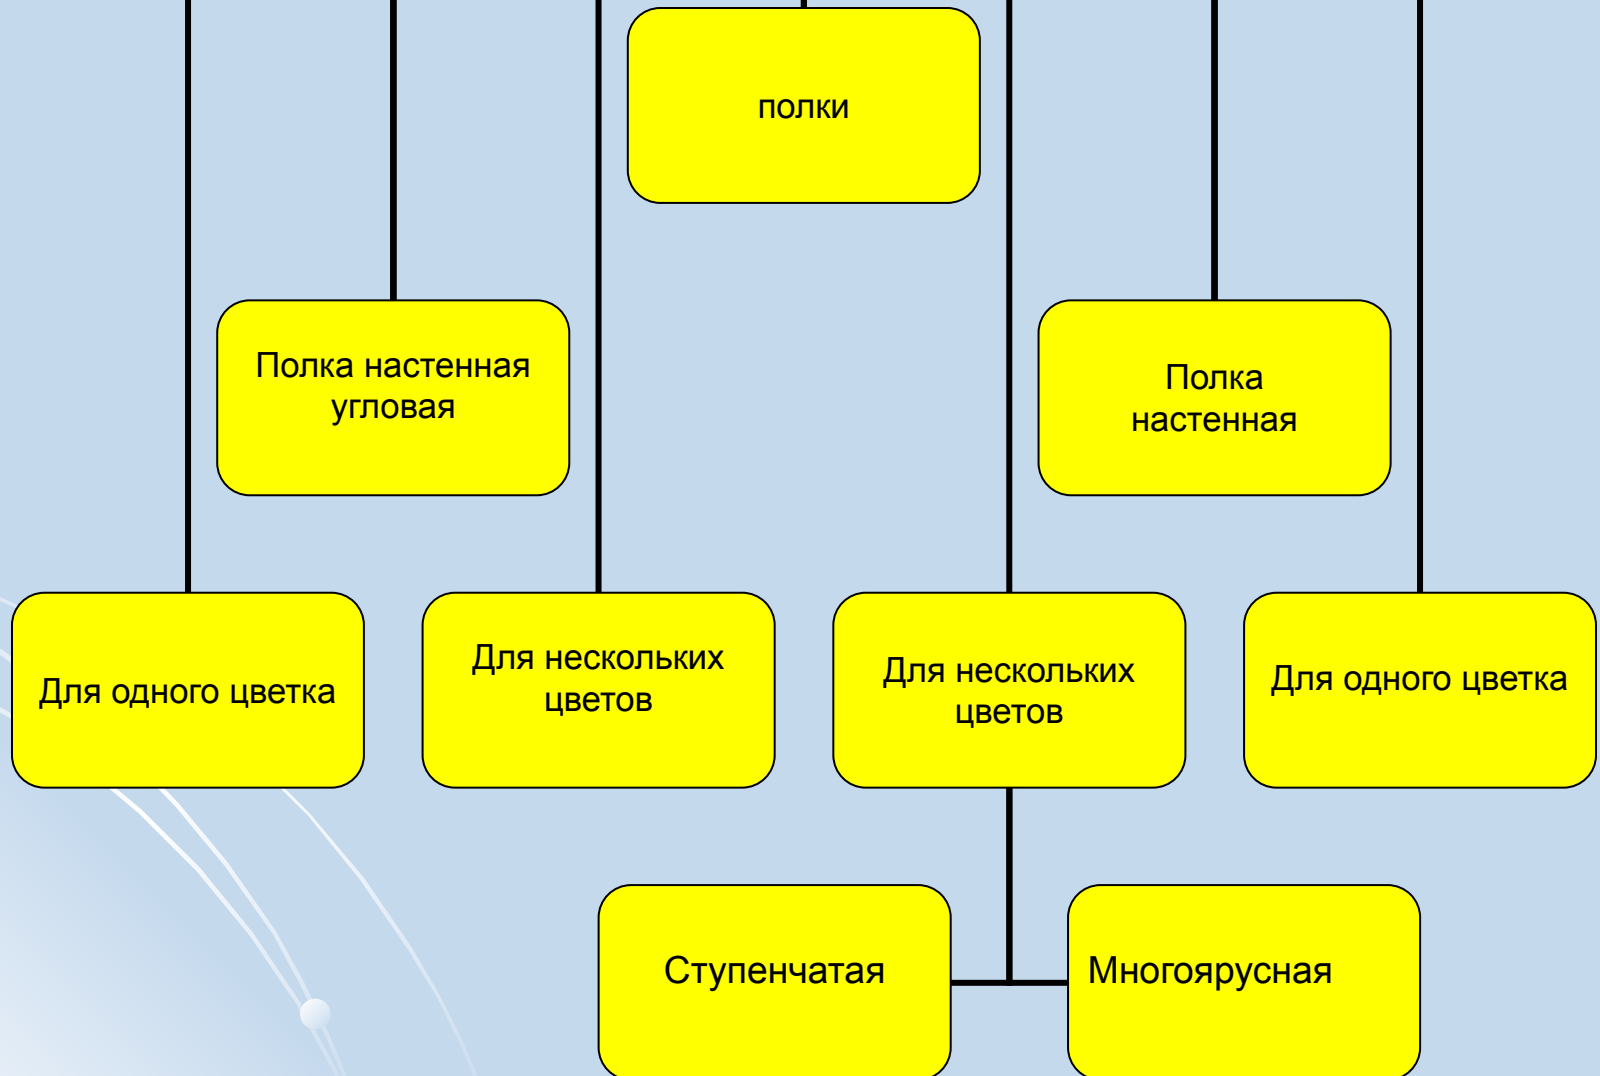 полки
Полка настенная
угловая
Полка
настенная
Для одного цветка
Для нескольких
цветов
Для нескольких
цветов
Для одного цветка
Ступенчатая
Многоярусная